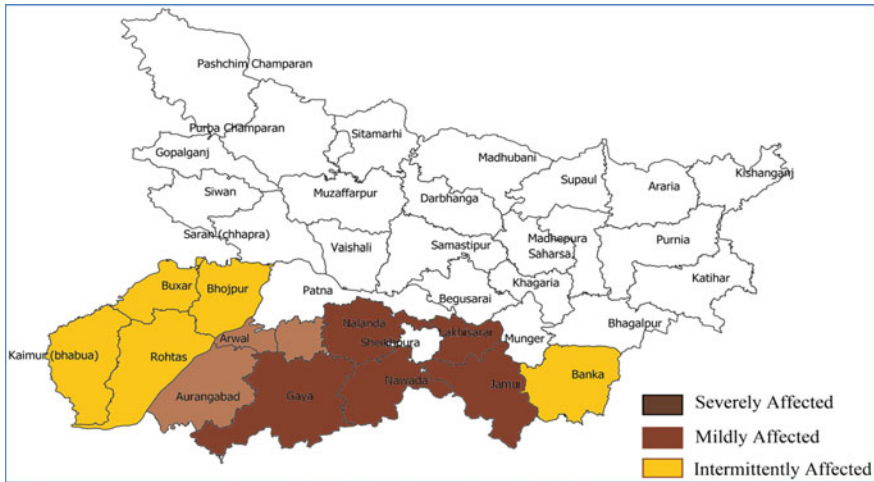 Pashchim Champaran
Purba Champaran
Sitamarhi
Gopalganj
Madhubani
Kishanganj
Siwan
Muzaffarpur
Darbhanga
Supaul
Araria
Saran (chhapra)
Vaishali
Samastipur
Madhepura
Saharsa
Purnia
Buxar
Bhojpur
Patna
Begusarai
Khagaria
Katihar
Nalanda
Lakhisarai
Munger
Bhagalpur
Arwal
Sheikhpura
Kaimur (bhabua)
Rohtas
Aurangabad
Gaya
Nawada
Jamui
Banka
Severely Affected
Mildly Affected
Intermittently Affected